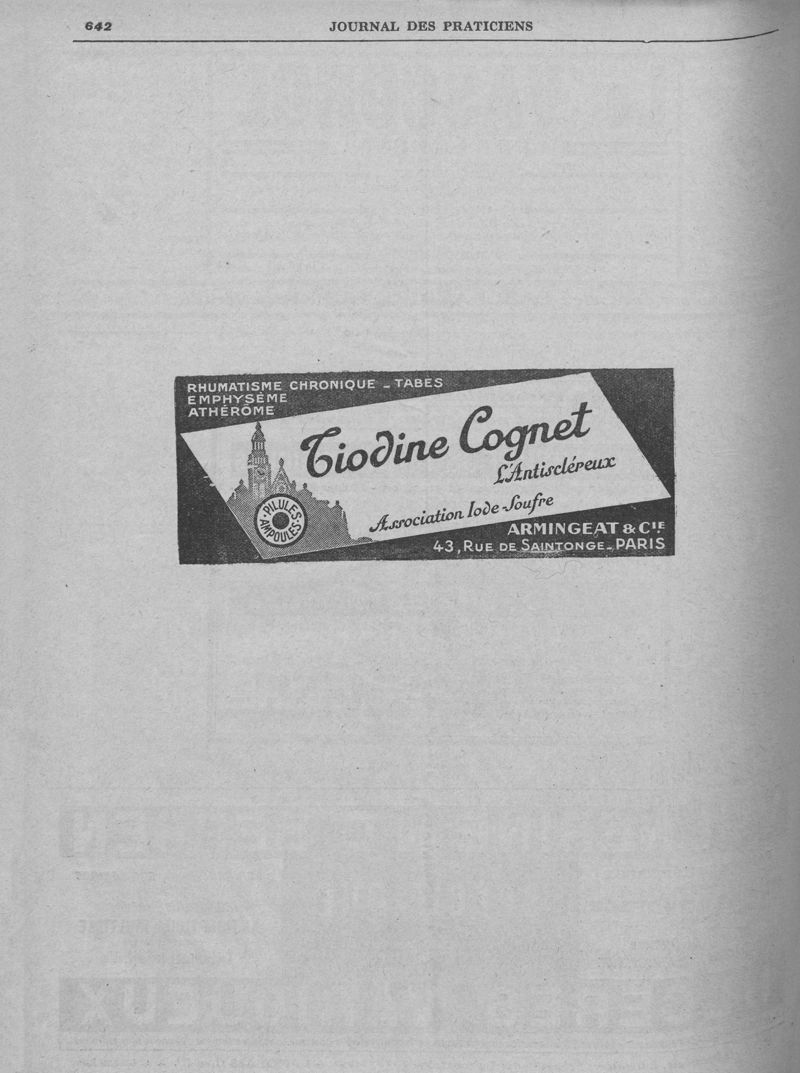 642
JOURNAL DES PRATICIENS
RHUMATISME CHRONIQUE - TABES
EMPHYSÈME
ATHÉRÔME
Tiodine Cognet
L'Antiscléreux
Association Iode-Soufre
PILULES
AMPOULES
ARMINGEAT & CIE
43, RUE DE SAINTONGE - PARIS